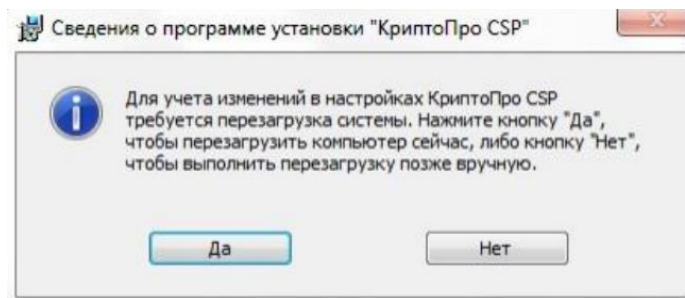 Сведения о программе установки "КриптоПро CSP"
Для учета изменений в настройках КриптоПро CSP
требуется перезагрузка системы. Нажмите кнопку "Да",
чтобы перезагрузить компьютер сейчас, либо кнопку "Нет",
чтобы выполнить перезагрузку позже вручную.
Да
Нет